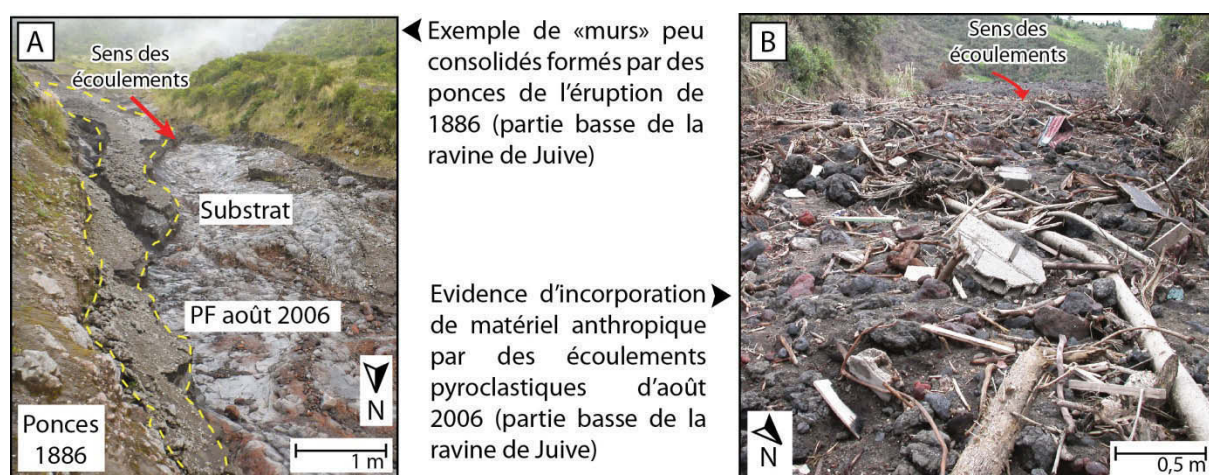 A
Sens des
écoulements
Substrat
PF août 2006
N
Ponces
1886
1 m
Exemple de «murs» peu
consolidés formés par des
ponces de l’éruption de
1886 (partie basse de la
ravine de Juive)
Evidence d’incorporation
de matériel anthropique
par des écoulements
pyroclastiques d’août
2006 (partie basse de la
ravine de Juive)
B
Sens des
écoulements
N
0,5 m